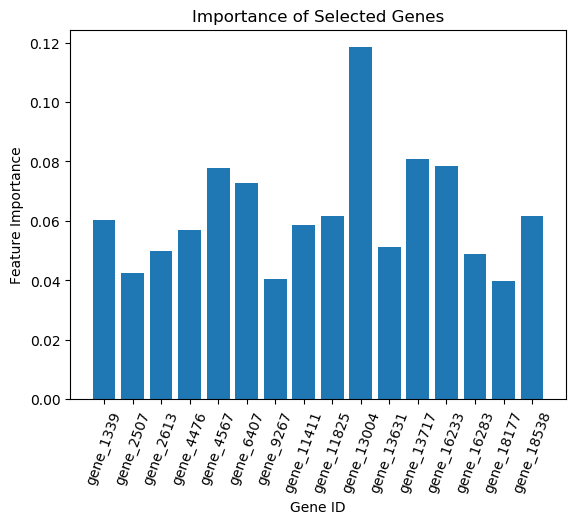 Importance of Selected Genes
Feature Importance
0.12
0.10
0.08
0.06
0.04
0.02
0.00
gene_1339
gene_2507
gene_2613
gene_4476
gene_4567
gene_6407
gene_9267
gene_11411
gene_11825
gene_13004
gene_13631
gene_13717
gene_16233
gene_16283
gene_18177
gene_18538
Gene ID